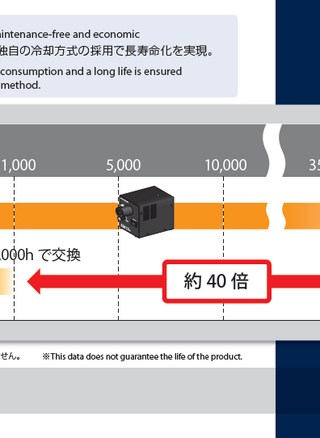 intenance-free and economic
独自の冷却方式の採用で長寿命化を実現。
consumption and a long life is ensured
method.
1,000 5,000 10,000 35
,000h で交換
約 40 倍
せん。 ※This data does not guarantee the life of the product.